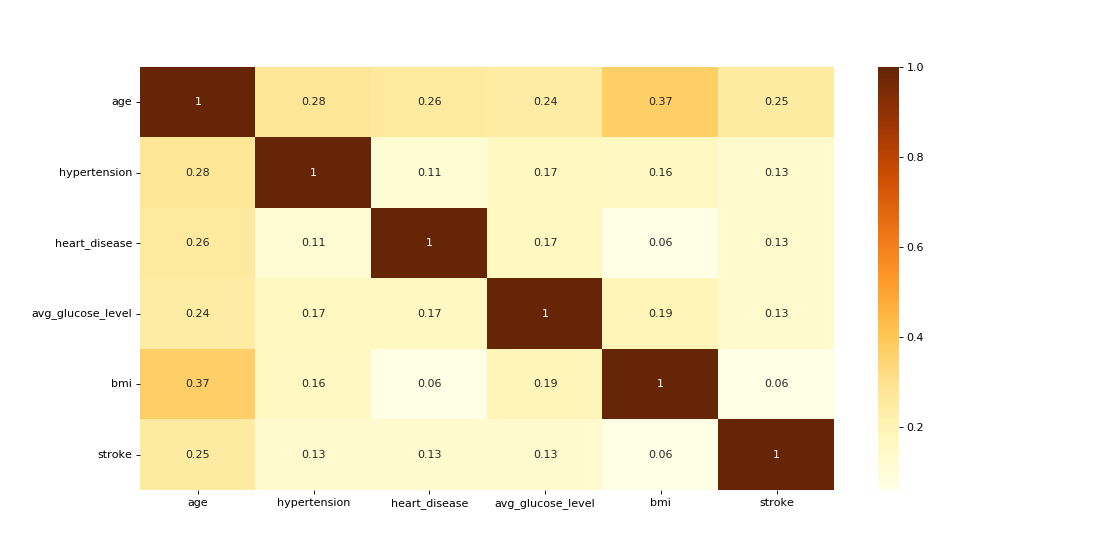 age 1 0.28 0.26 0.24 0.37 0.25
hypertension 0.28 1 0.11 0.17 0.16 0.13
heart_disease 0.26 0.11 1 0.17 0.06 0.13
avg_glucose_level 0.24 0.17 0.17 1 0.19 0.13
bmi 0.37 0.16 0.06 0.19 1 0.06
stroke 0.25 0.13 0.13 0.13 0.06 1
age hypertension heart_disease avg_glucose_level bmi stroke
1.0
0.8
0.6
0.4
0.2